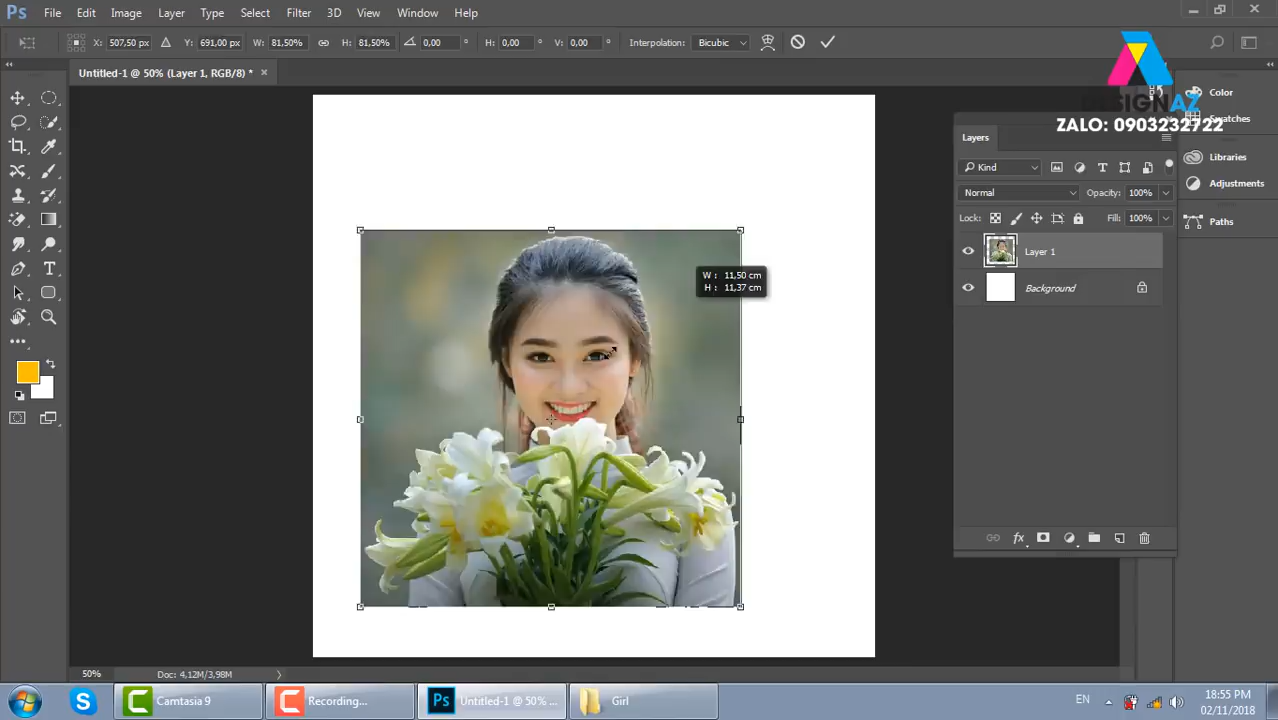 Ps File Edit Image Layer Type Select Filter 3D View Window Help
X: 507,50 px Y: 691,00 px W: 81,50% H: 81,50% 0,00 ° H: 0,00 ° V: 0,00 ° Interpolation: Bicubic
Untitled-1 @ 50% (Layer 1, RGB/8) * ×
DESIGNAZ
ZALO: 0903232722
Color
Swatches
Libraries
Adjustments
Paths
Layers
Kind
Normal Opacity: 100%
Lock: Fill: 100%
Layer 1
Background
W : 11,50 cm
H : 11,37 cm
fx
50% Doc: 4,12M/3,98M
Camtasia 9
Recording...
Ps Untitled-1 @ 50% ...
Girl
EN
18:55 PM
02/11/2018